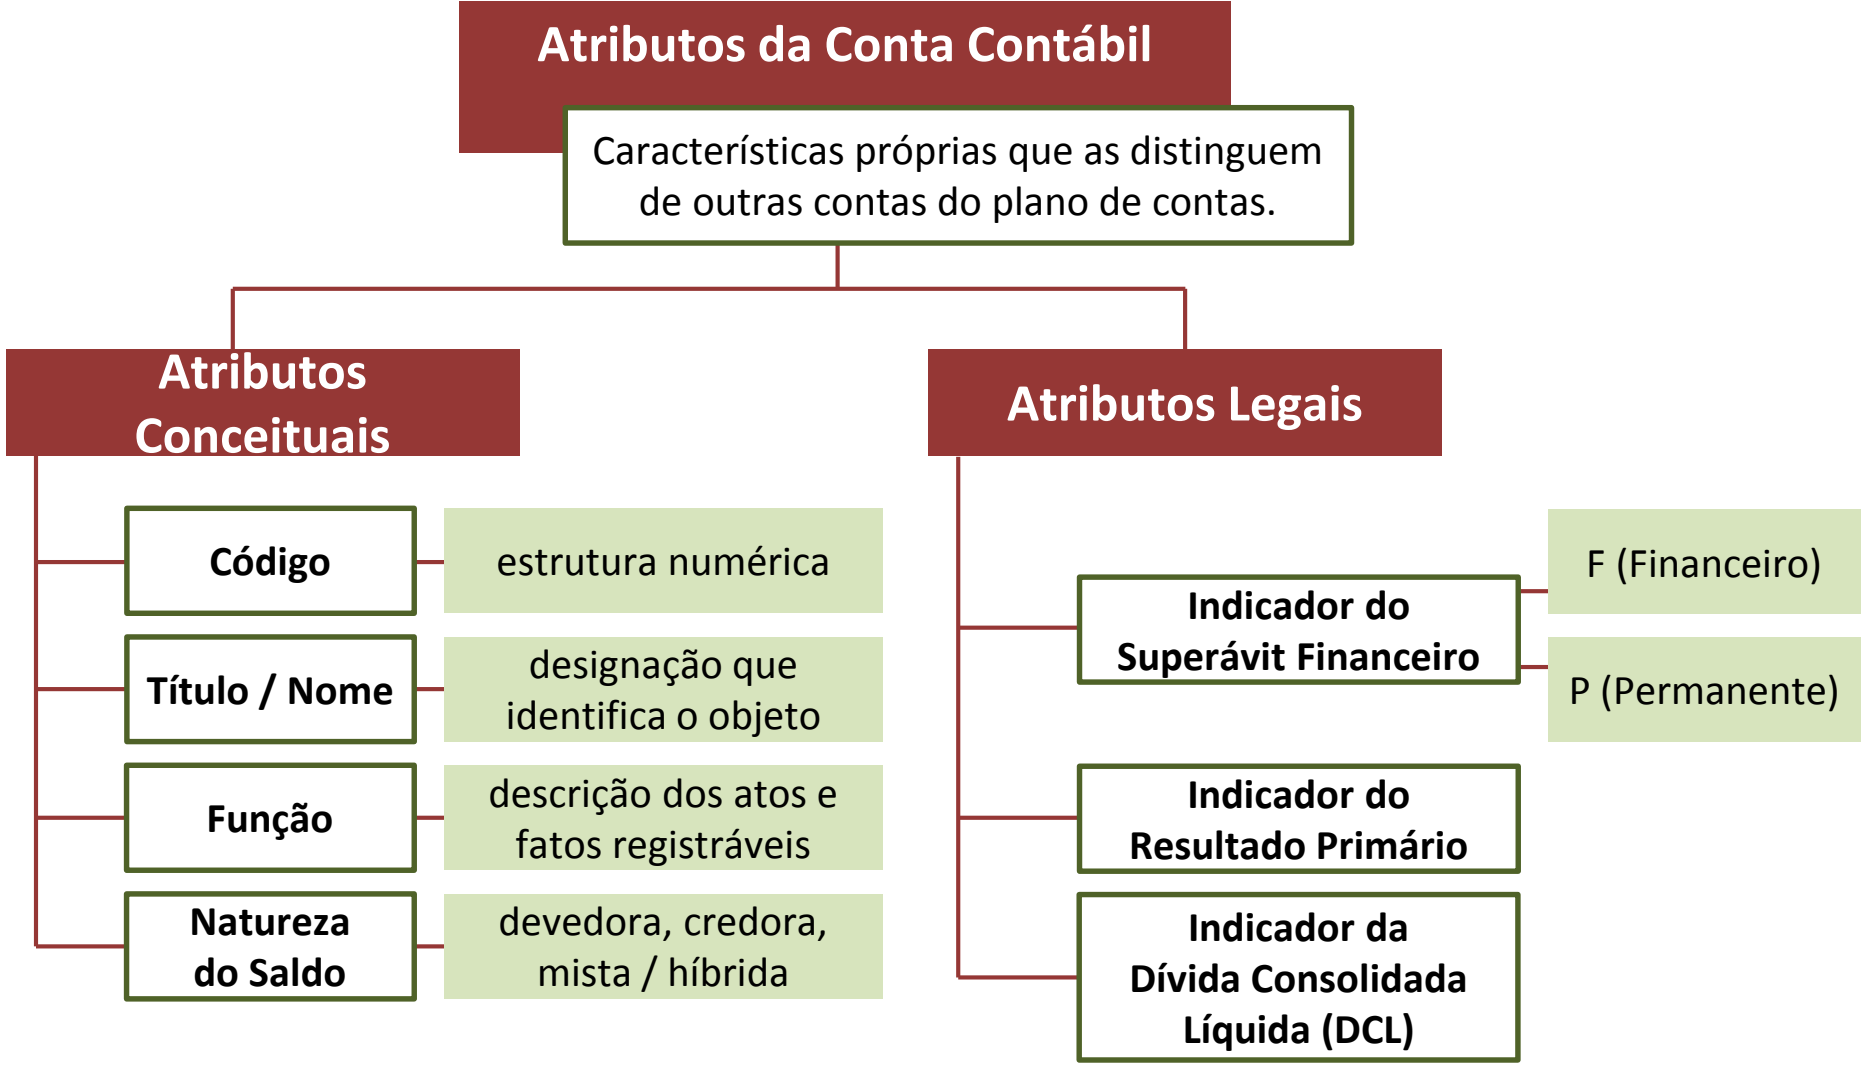 Atributos da Conta Contábil
Características próprias que as distinguem
de outras contas do plano de contas.
Atributos
Conceituais
Código
estrutura numérica
Título / Nome
designação que
identifica o objeto
Função
descrição dos atos e
fatos registráveis
Natureza
do Saldo
devedora, credora,
mista / híbrida
Atributos Legais
Indicador do
Superávit Financeiro
F (Financeiro)
P (Permanente)
Indicador do
Resultado Primário
Indicador da
Dívida Consolidada
Líquida (DCL)